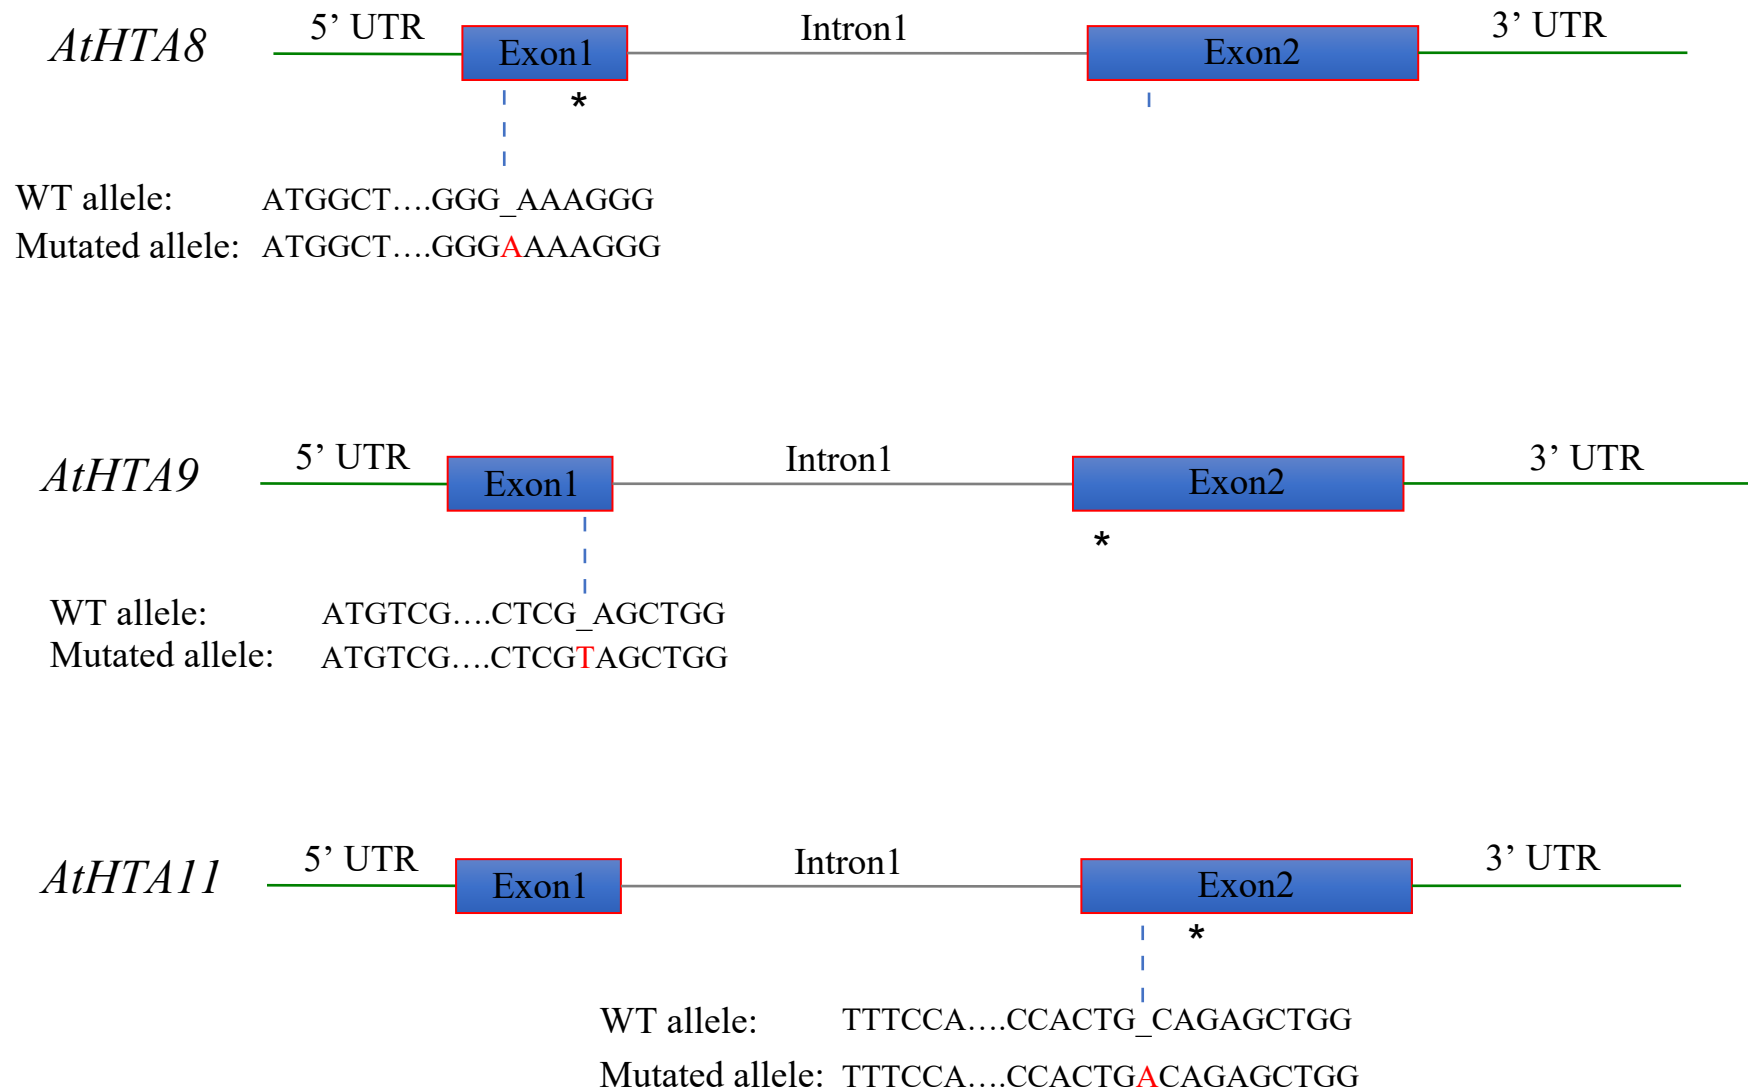 AtHTA8 5’ UTR Exon1 Intron1 Exon2 3’ UTR
*
WT allele: ATGGCT....GGG_AAAGGG
Mutated allele: ATGGCT....GGGAAAAGGG
AtHTA9 5’ UTR Exon1 Intron1 Exon2 3’ UTR
*
WT allele: ATGTCG....CTCG_AGCTGG
Mutated allele: ATGTCG....CTCGTAGCTGG
AtHTA11 5’ UTR Exon1 Intron1 Exon2 3’ UTR
*
WT allele: TTTCCA....CCACTG_CAGAGCTGG
Mutated allele: TTTCCA....CCACTGACAGAGCTGG